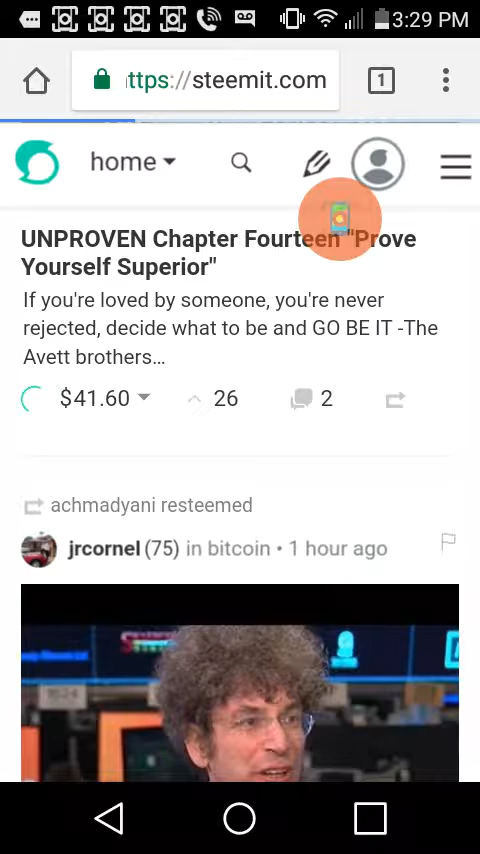 3:29 PM
ttps://steemit.com
1
home
UNPROVEN Chapter Fourteen "Prove
Yourself Superior"
If you're loved by someone, you're never
rejected, decide what to be and GO BE IT -The
Avett brothers...
$41.60 26 2
achmadyani resteemed
jrcornel (75) in bitcoin • 1 hour ago